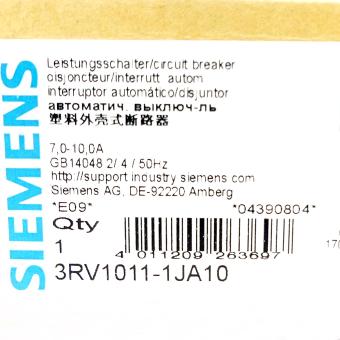 SIEMENS
Leistungsschalter/circuit breaker
disjoncteur/interrutt autom
interruptor automático/disjuntor
автоматич. выключ-ль
塑料外壳式断路器
7,0-10,0A
GB14048 2/ 4 / 50Hz
http://support industry siemens com
Siemens AG, DE-92220 Amberg
*E09* *04390804*
Qty
1
4 011209 263697
3RV1011-1JA10